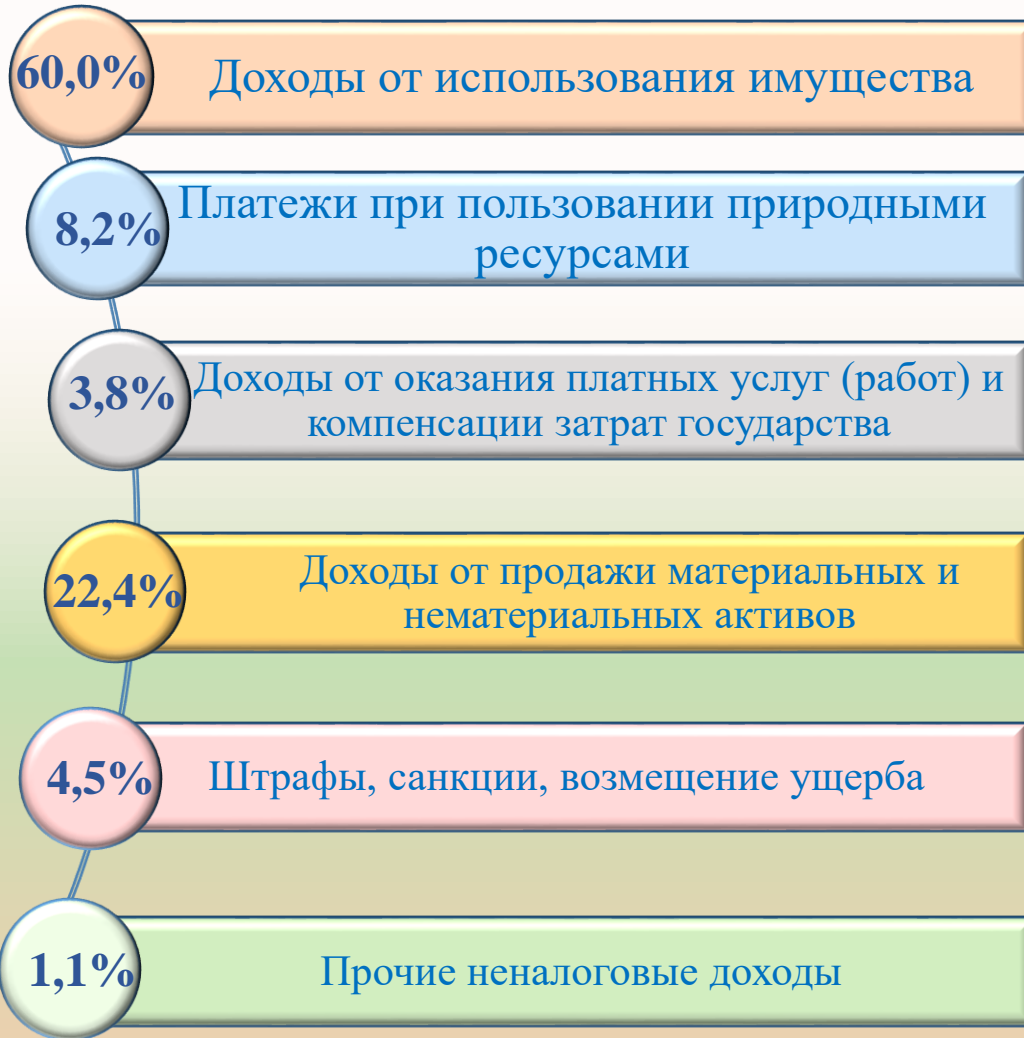 60,0%
Доходы от использования имущества
8,2%
Платежи при пользовании природными
ресурсами
3,8%
Доходы от оказания платных услуг (работ) и
компенсации затрат государства
22,4%
Доходы от продажи материальных и
нематериальных активов
4,5%
Штрафы, санкции, возмещение ущерба
1,1%
Прочие неналоговые доходы